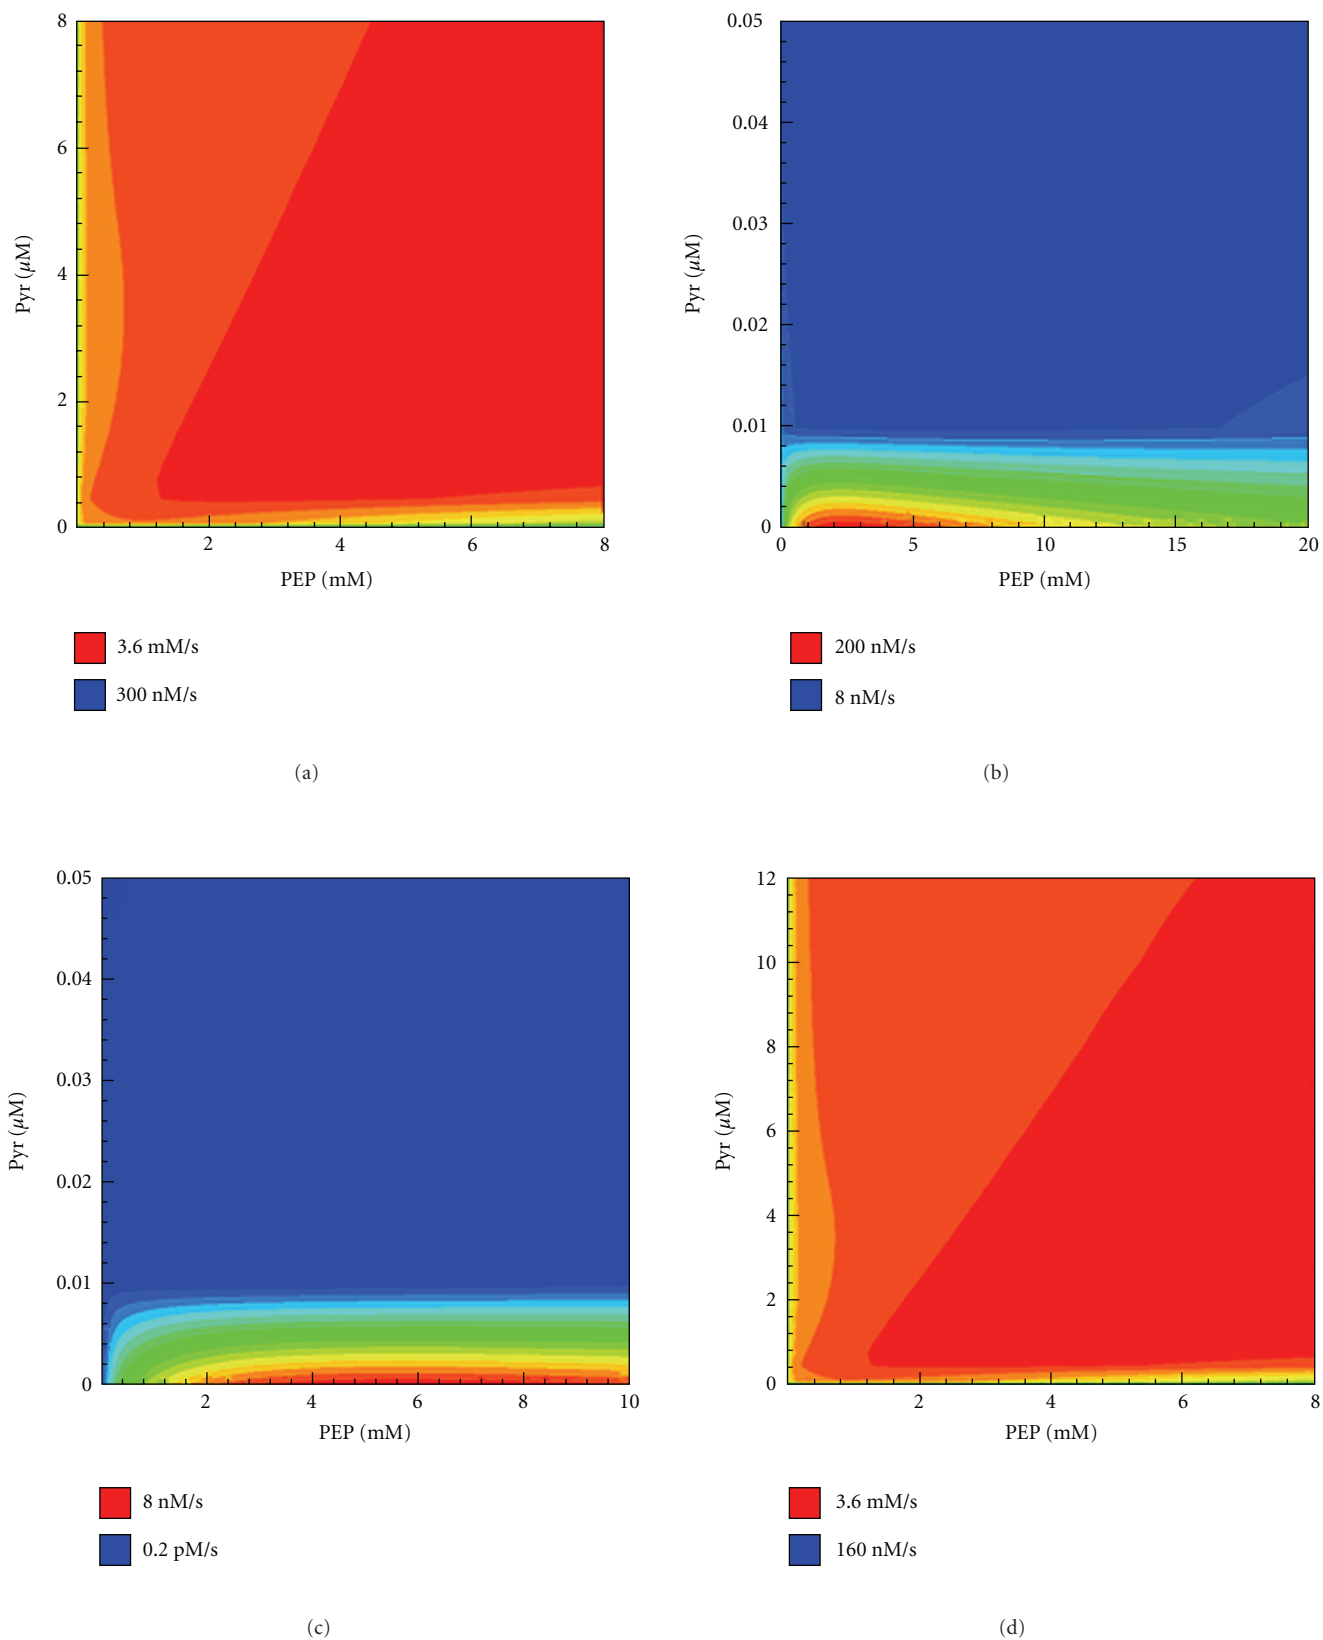 8
6
4
2
0
2
4
6
8
Pyr (µM)
PEP (mM)
3.6 mM/s
300 nM/s
(a)
0.05
0.04
0.03
0.02
0.01
0
0
5
10
15
20
Pyr (µM)
PEP (mM)
200 nM/s
8 nM/s
(b)
0.05
0.04
0.03
0.02
0.01
0
2
4
6
8
10
Pyr (µM)
PEP (mM)
8 nM/s
0.2 pM/s
(c)
12
10
8
6
4
2
0
2
4
6
8
Pyr (µM)
PEP (mM)
3.6 mM/s
160 nM/s
(d)